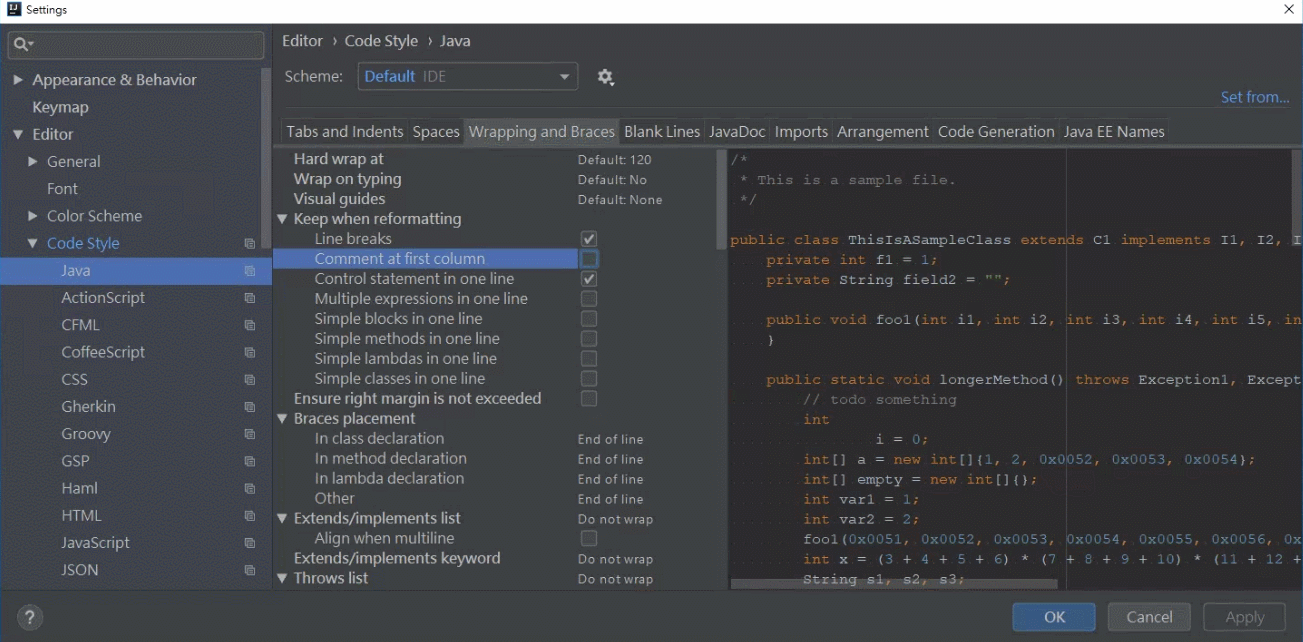 Settings
Editor › Code Style › Java
Scheme: Default IDE
Set from...
Appearance & Behavior
Keymap
Editor
General
Font
Color Scheme
Code Style
Java
ActionScript
CFML
CoffeeScript
CSS
Gherkin
Groovy
GSP
Haml
HTML
JavaScript
JSON
Tabs and Indents Spaces Wrapping and Braces Blank Lines JavaDoc Imports Arrangement Code Generation Java EE Names
Hard wrap at Default: 120
Wrap on typing Default: No
Visual guides Default: None
Keep when reformatting
Line breaks
Comment at first column
Control statement in one line
Multiple expressions in one line
Simple blocks in one line
Simple methods in one line
Simple lambdas in one line
Simple classes in one line
Ensure right margin is not exceeded
Braces placement
In class declaration End of line
In method declaration End of line
In lambda declaration End of line
Other End of line
Extends/implements list Do not wrap
Align when multiline
Extends/implements keyword Do not wrap
Throws list Do not wrap
/*
* This is a sample file.
*/
public class ThisIsASampleClass extends C1 implements I1, I2, I
private int f1 = 1;
private String field2 = "";
public void foo1(int i1, int i2, int i3, int i4, int i5, in
}
public static void longerMethod() throws Exception1, Except
// todo something
int
i = 0;
int[] a = new int[]{1, 2, 0x0052, 0x0053, 0x0054};
int[] empty = new int[]{};
int var1 = 1;
int var2 = 2;
foo1(0x0051, 0x0052, 0x0053, 0x0054, 0x0055, 0x0056, 0x
int x = (3 + 4 + 5 + 6) * (7 + 8 + 9 + 10) * (11 + 12 +
String s1, s2, s3;
?
OK Cancel Apply